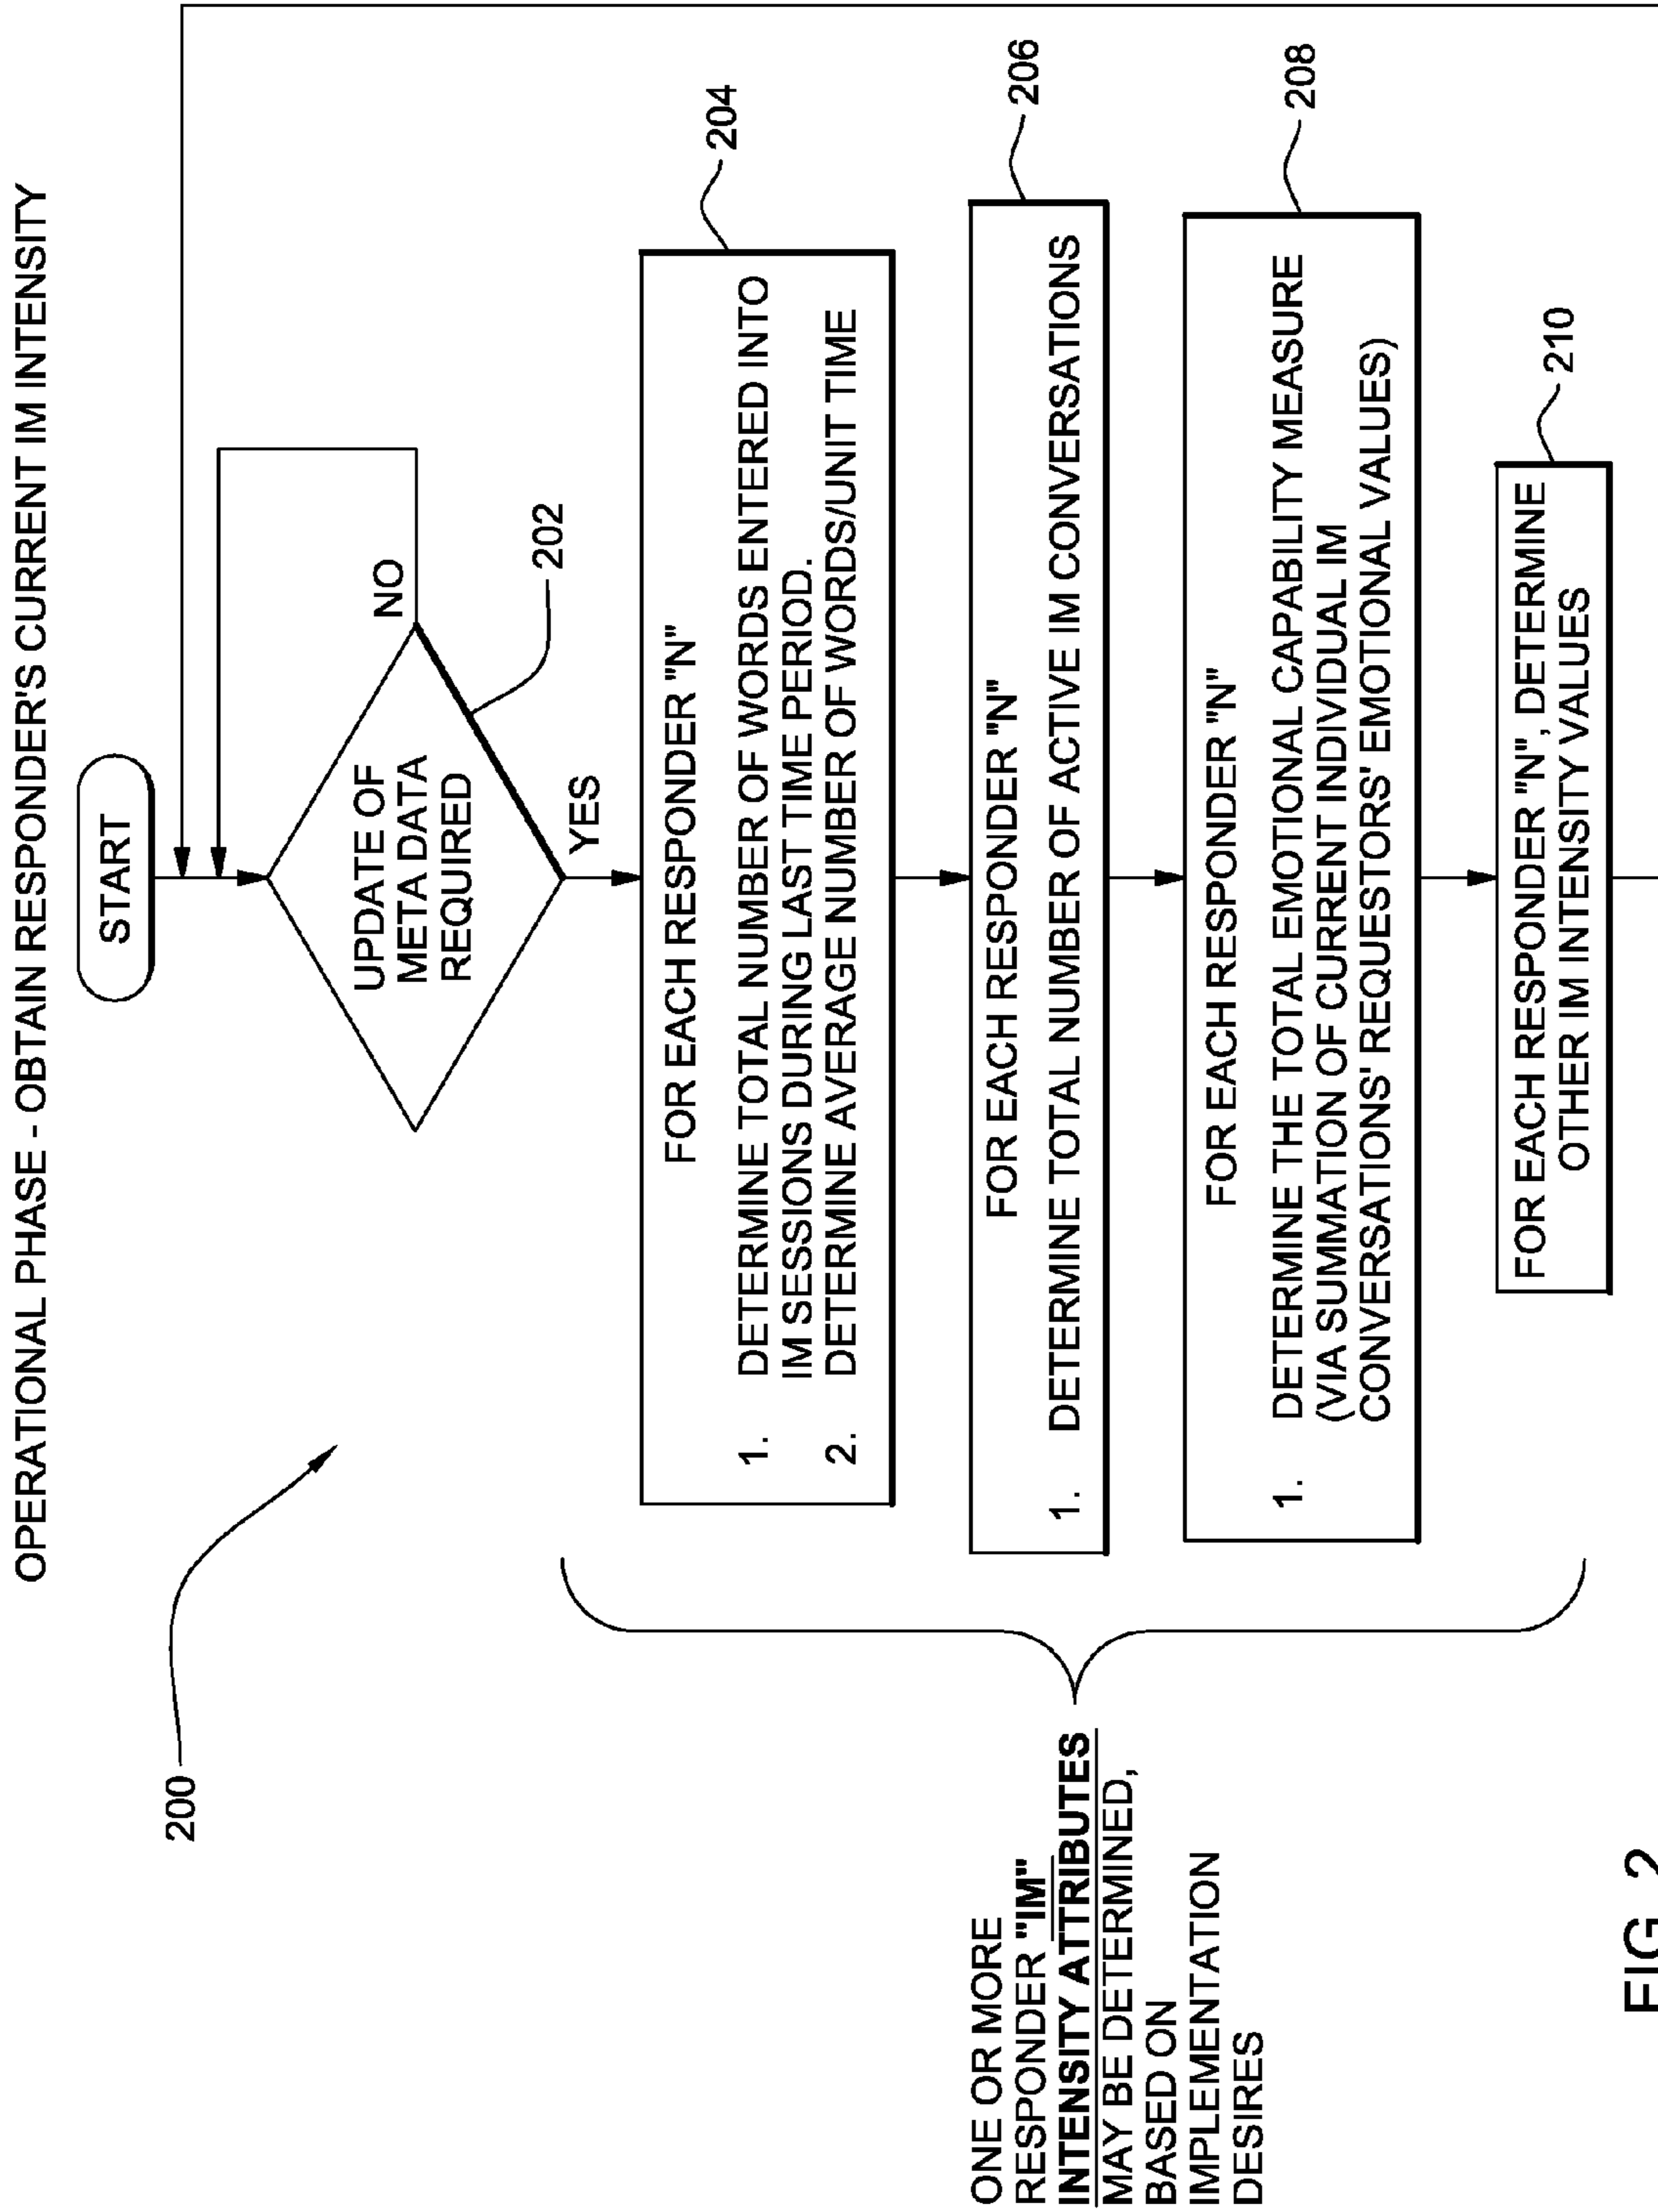 OPERATIONAL PHASE - OBTAIN RESPONDER'S CURRENT IM INTENSITY
200
START
UPDATE OF
META DATA
REQUIRED
NO
YES
202
FOR EACH RESPONDER "N"
1. DETERMINE TOTAL NUMBER OF WORDS ENTERED INTO
IM SESSIONS DURING LAST TIME PERIOD.
2. DETERMINE AVERAGE NUMBER OF WORDS/UNIT TIME
204
FOR EACH RESPONDER "N"
1. DETERMINE TOTAL NUMBER OF ACTIVE IM CONVERSATIONS
206
FOR EACH RESPONDER "N"
1. DETERMINE THE TOTAL EMOTIONAL CAPABILITY MEASURE
(VIA SUMMATION OF CURRENT INDIVIDUAL IM
CONVERSATIONS' REQUESTORS' EMOTIONAL VALUES)
208
FOR EACH RESPONDER "N", DETERMINE
OTHER IM INTENSITY VALUES
210
ONE OR MORE
RESPONDER "IM"
INTENSITY ATTRIBUTES
MAY BE DETERMINED,
BASED ON
IMPLEMENTATION
DESIRES
FIG. 2